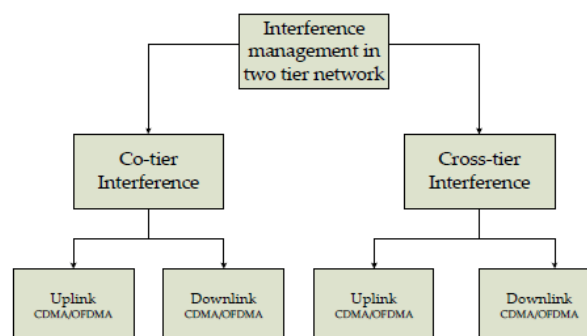 Interference
management in
two tier network
Co-tier
Interference
Cross-tier
Interference
Uplink
CDMA/OFDMA
Downlink
CDMA/OFDMA
Uplink
CDMA/OFDMA
Downlink
CDMA/OFDMA